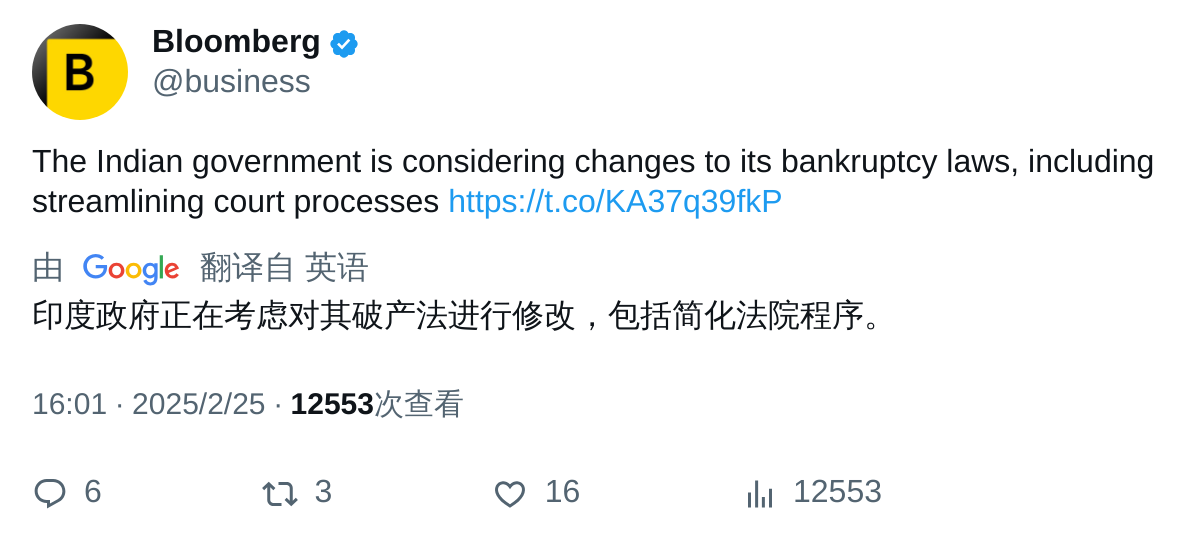 B
Bloomberg
@business
The Indian government is considering changes to its bankruptcy laws, including
streamlining court processes https://t.co/KA37q39fkP
由 Google 翻译自 英语
印度政府正在考虑对其破产法进行修改，包括简化法院程序。
16:01 · 2025/2/25 · 12553次查看
6 3 16 12553